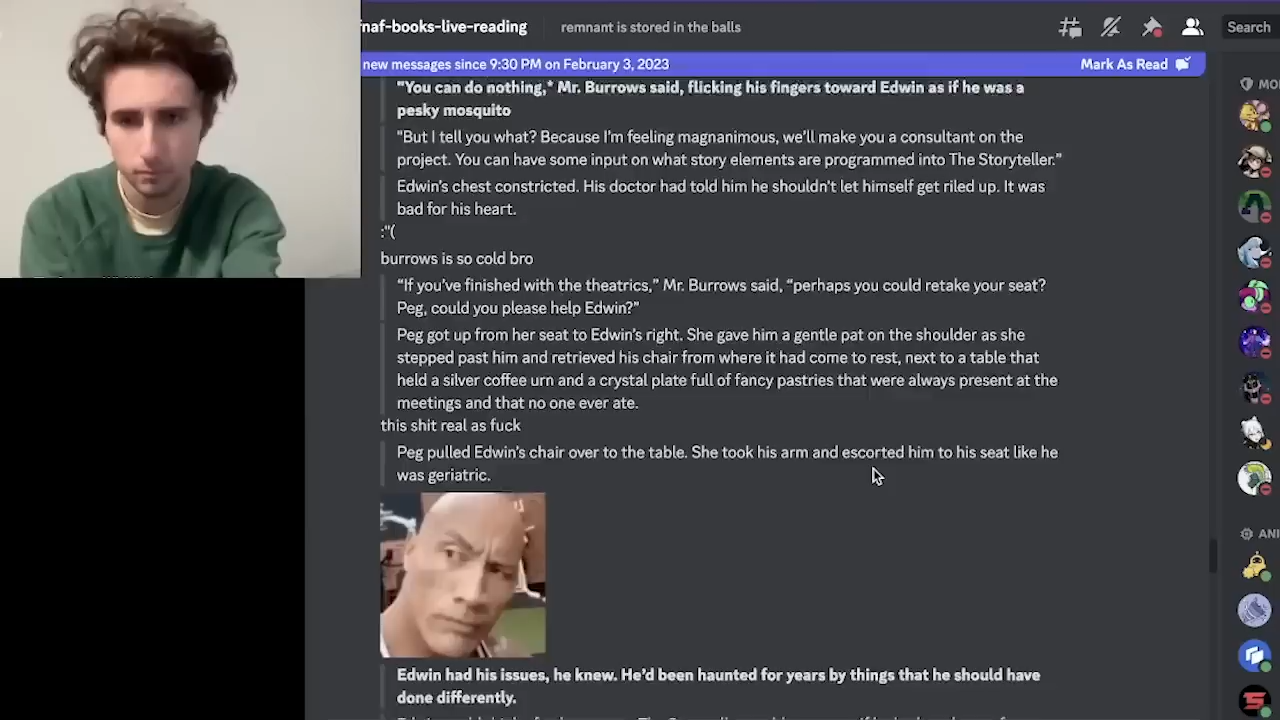 fnaf-books-live-reading
remnant is stored in the balls
Search
new messages since 9:30 PM on February 3, 2023
Mark As Read
"You can do nothing,* Mr. Burrows said, flicking his fingers toward Edwin as if he was a
pesky mosquito
“But I tell you what? Because I’m feeling magnanimous, we’ll make you a consultant on the
project. You can have some input on what story elements are programmed into The Storyteller.”
Edwin’s chest constricted. His doctor had told him he shouldn’t let himself get riled up. It was
bad for his heart.
:"(
burrows is so cold bro
“If you’ve finished with the theatrics,” Mr. Burrows said, “perhaps you could retake your seat?
Peg, could you please help Edwin?”
Peg got up from her seat to Edwin’s right. She gave him a gentle pat on the shoulder as she
stepped past him and retrieved his chair from where it had come to rest, next to a table that
held a silver coffee urn and a crystal plate full of fancy pastries that were always present at the
meetings and that no one ever ate.
this shit real as fuck
Peg pulled Edwin’s chair over to the table. She took his arm and escorted him to his seat like he
was geriatric.
Edwin had his issues, he knew. He’d been haunted for years by things that he should have
done differently.
MO
ANI